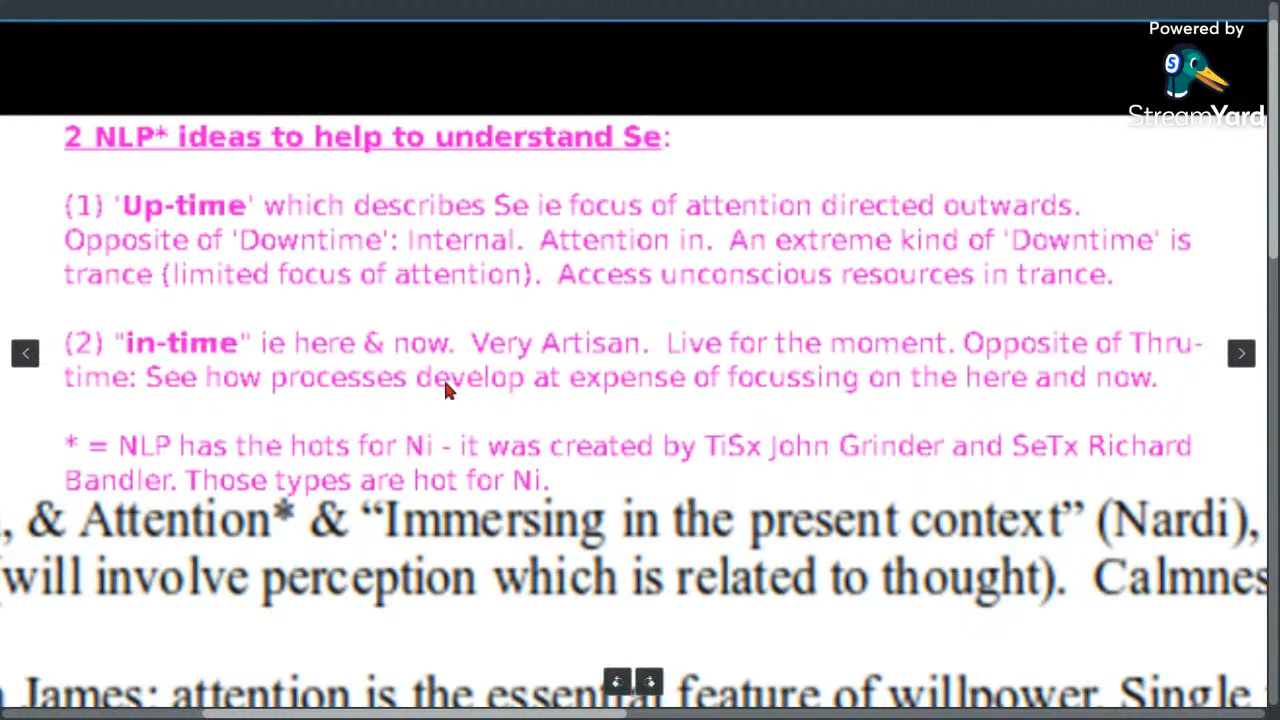 Powered by
StreamYard
2 NLP* ideas to help to understand Se:
(1) 'Up-time' which describes Se ie focus of attention directed outwards.
Opposite of 'Downtime': Internal. Attention in. An extreme kind of 'Downtime' is
trance (limited focus of attention). Access unconscious resources in trance.
(2) "in-time" ie here & now. Very Artisan. Live for the moment. Opposite of Thru-
time: See how processes develop at expense of focussing on the here and now.
* = NLP has the hots for Ni - it was created by TiSx John Grinder and SeTx Richard
Bandler. Those types are hot for Ni.
, & Attention* & “Immersing in the present context” (Nardi),
(will involve perception which is related to thought). Calmnes
James: attention is the essential feature of willpower. Single